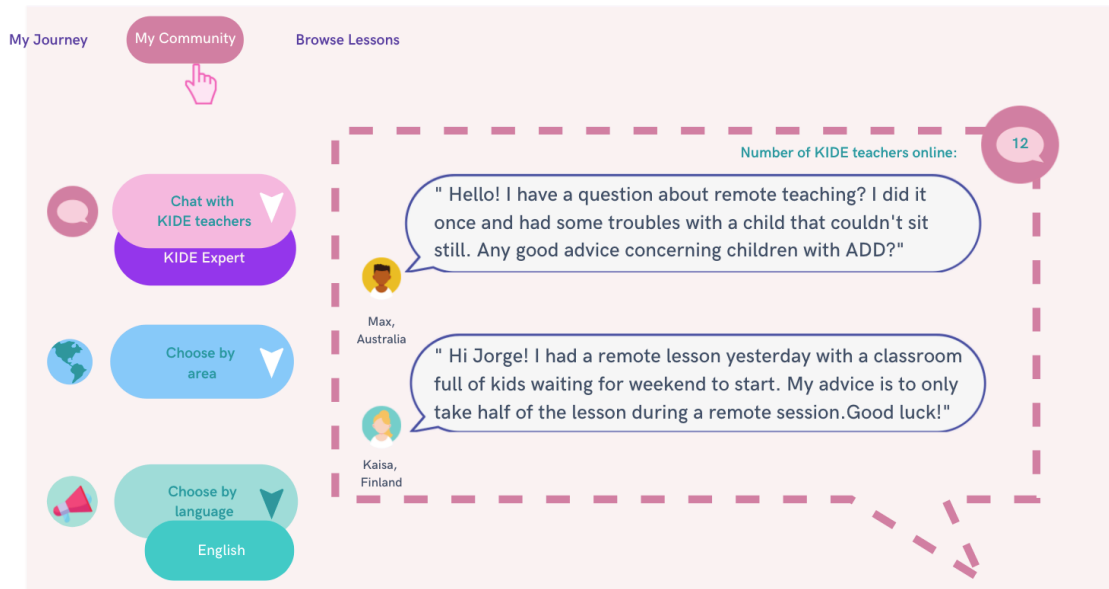 My Journey
My Community
Browse Lessons
Number of KIDE teachers online:
12
Chat with
KIDE teachers
KIDE Expert
" Hello! I have a question about remote teaching? I did it
once and had some troubles with a child that couldn't sit
still. Any good advice concerning children with ADD?"
Max,
Australia
Choose by
area
" Hi Jorge! I had a remote lesson yesterday with a classroom
full of kids waiting for weekend to start. My advice is to only
take half of the lesson during a remote session.Good luck!"
Kaisa,
Finland
Choose by
language
English